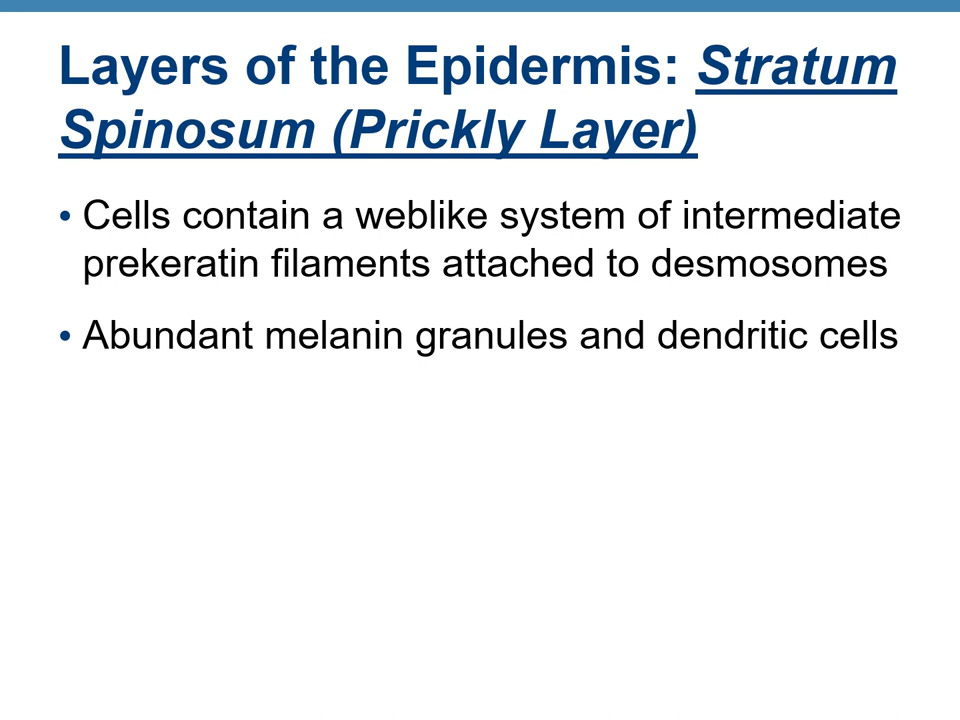 Layers of the Epidermis: Stratum
Spinosum (Prickly Layer)
• Cells contain a weblike system of intermediate
prekeratin filaments attached to desmosomes
• Abundant melanin granules and dendritic cells